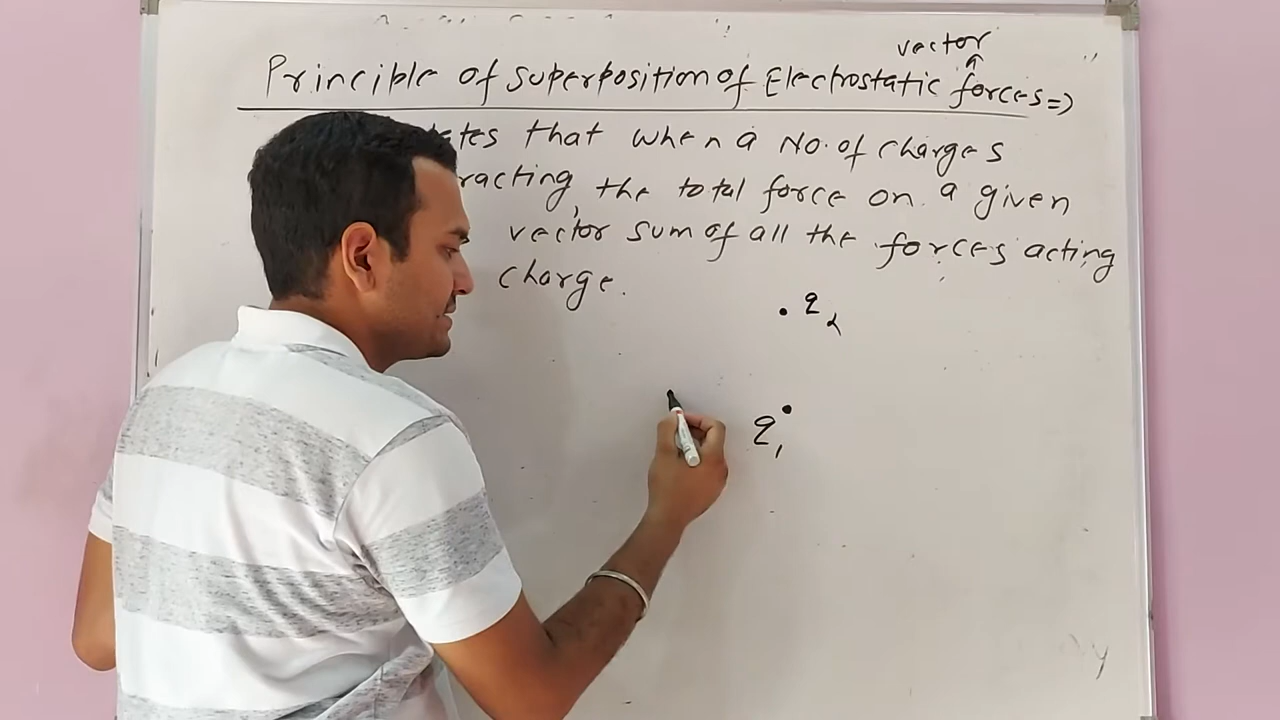 vector
Principle of Superposition of Electrostatic forces=>
tes that when a No. of charges
racting, the total force on a given
vector sum of all the forces acting
charge.
q2
q1